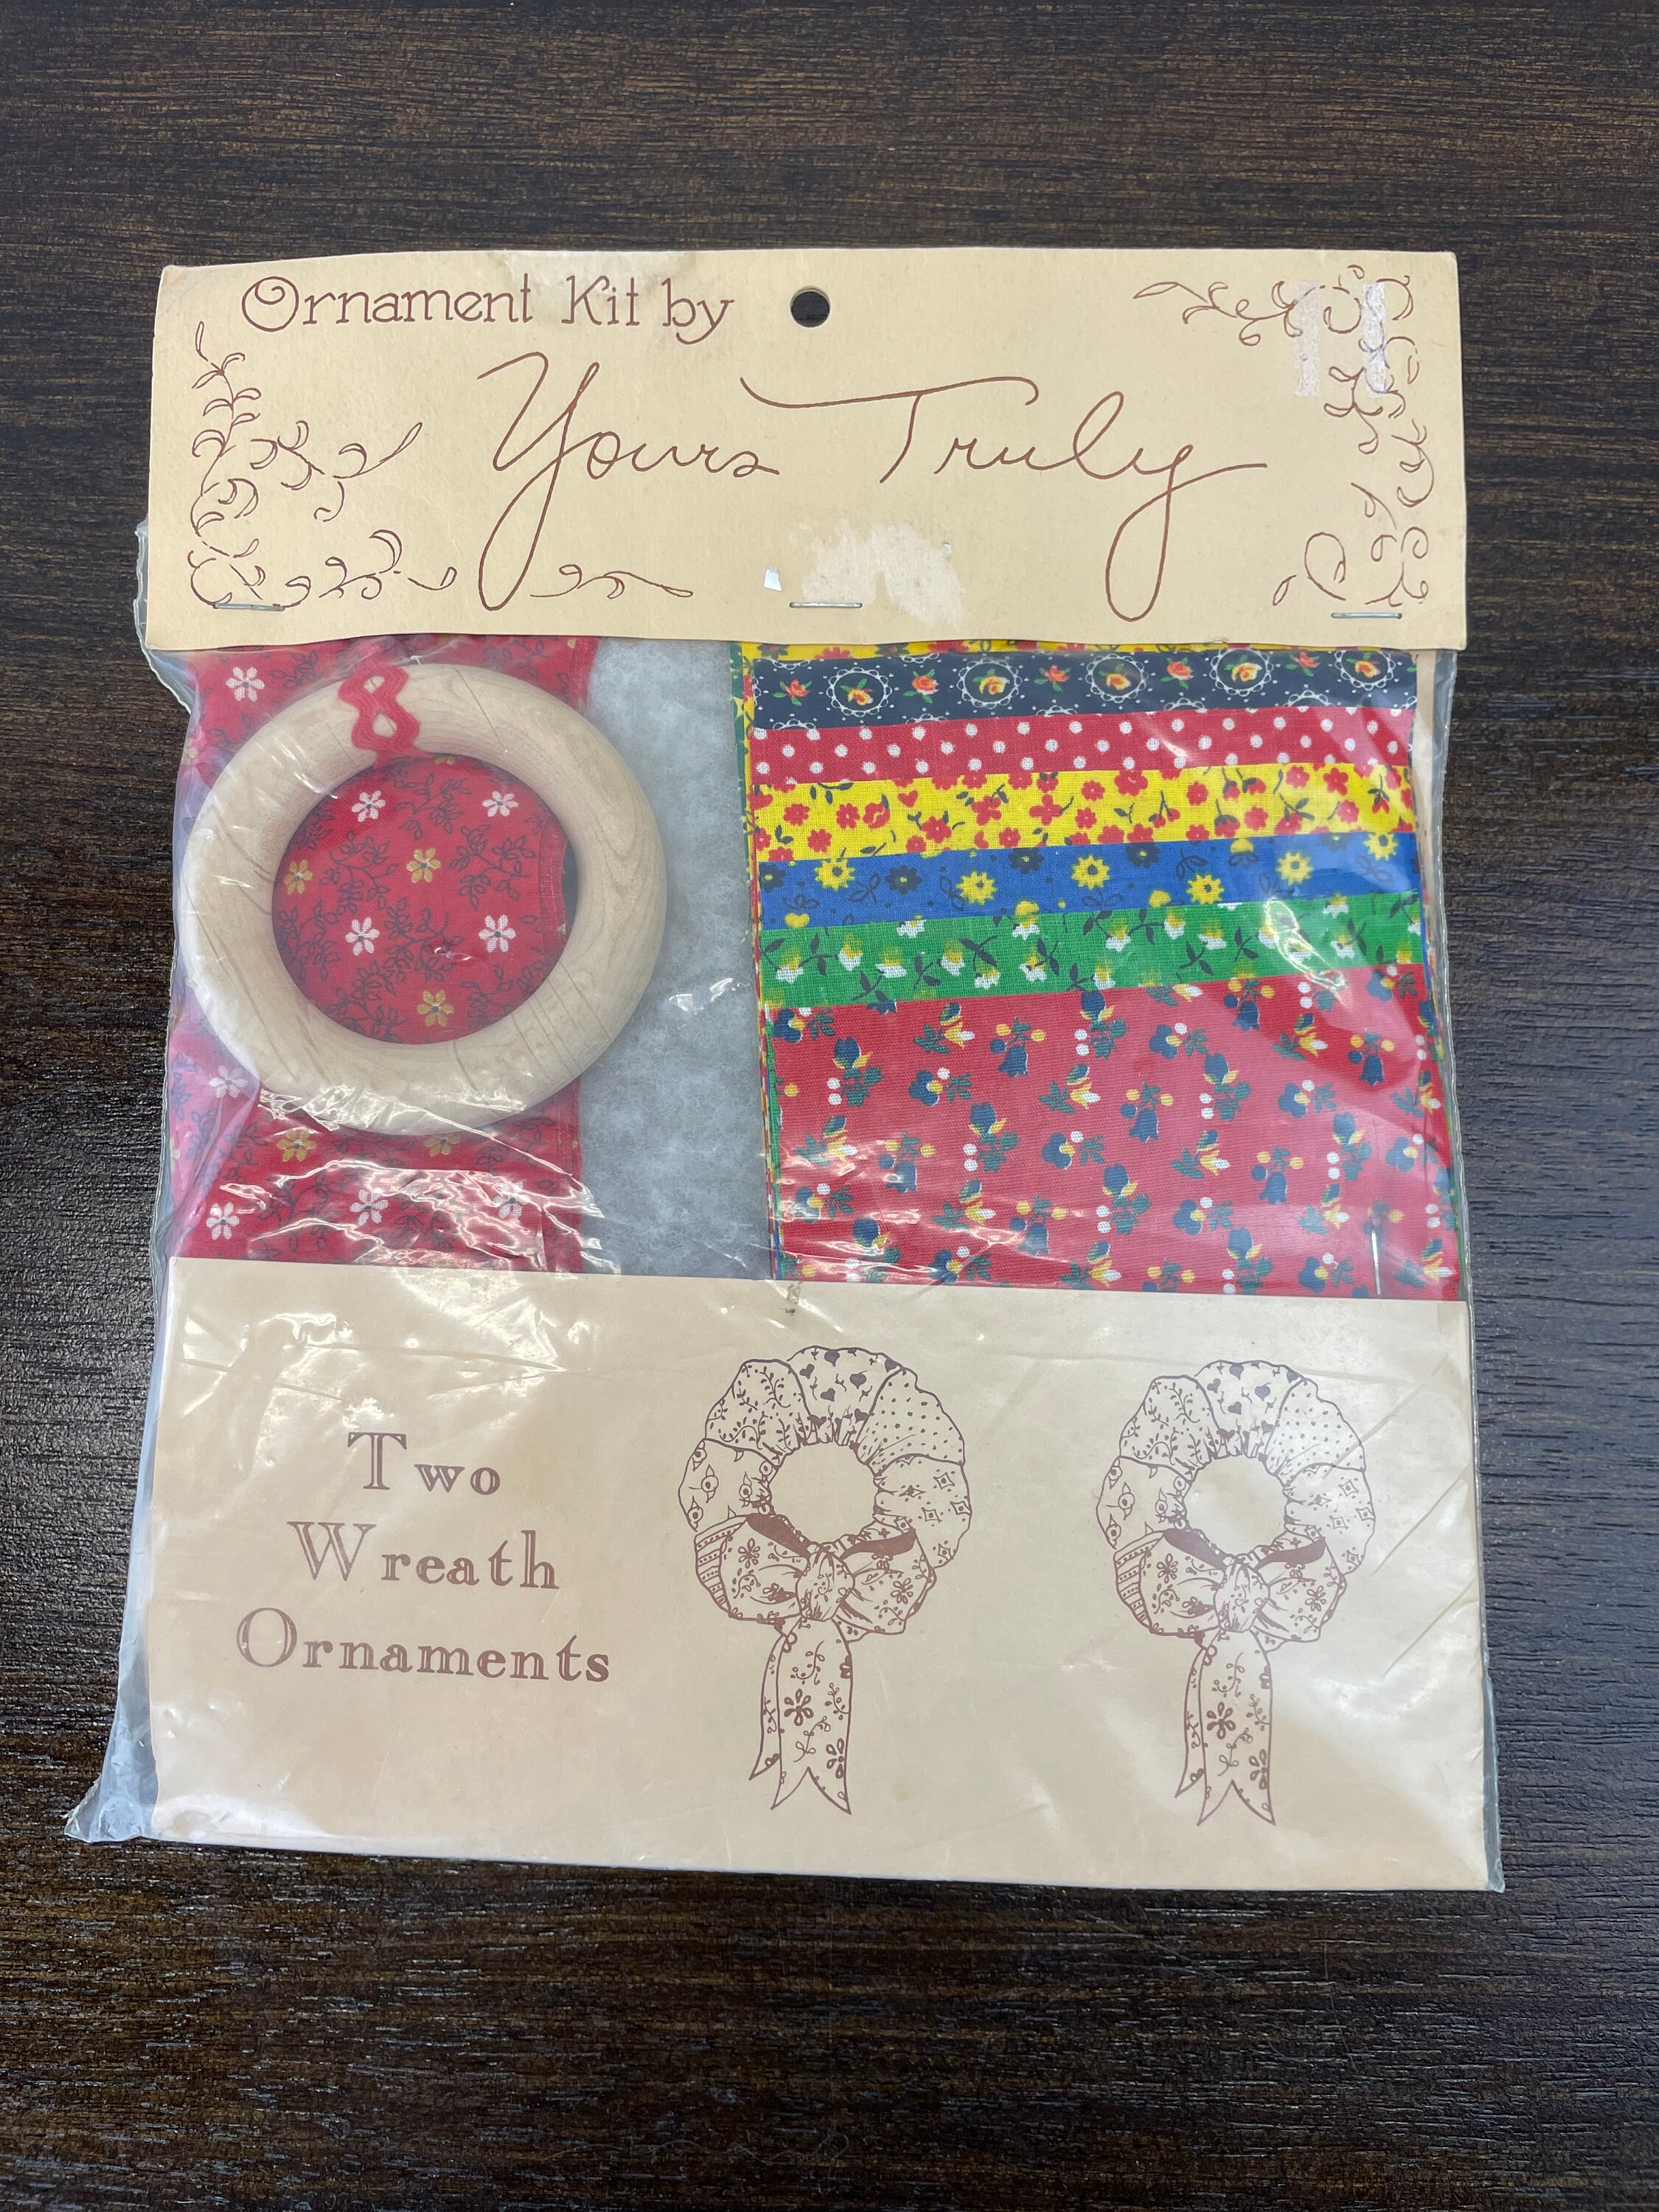 Ornament Kit by
Yours Truly
Two
Wreath
Ornaments